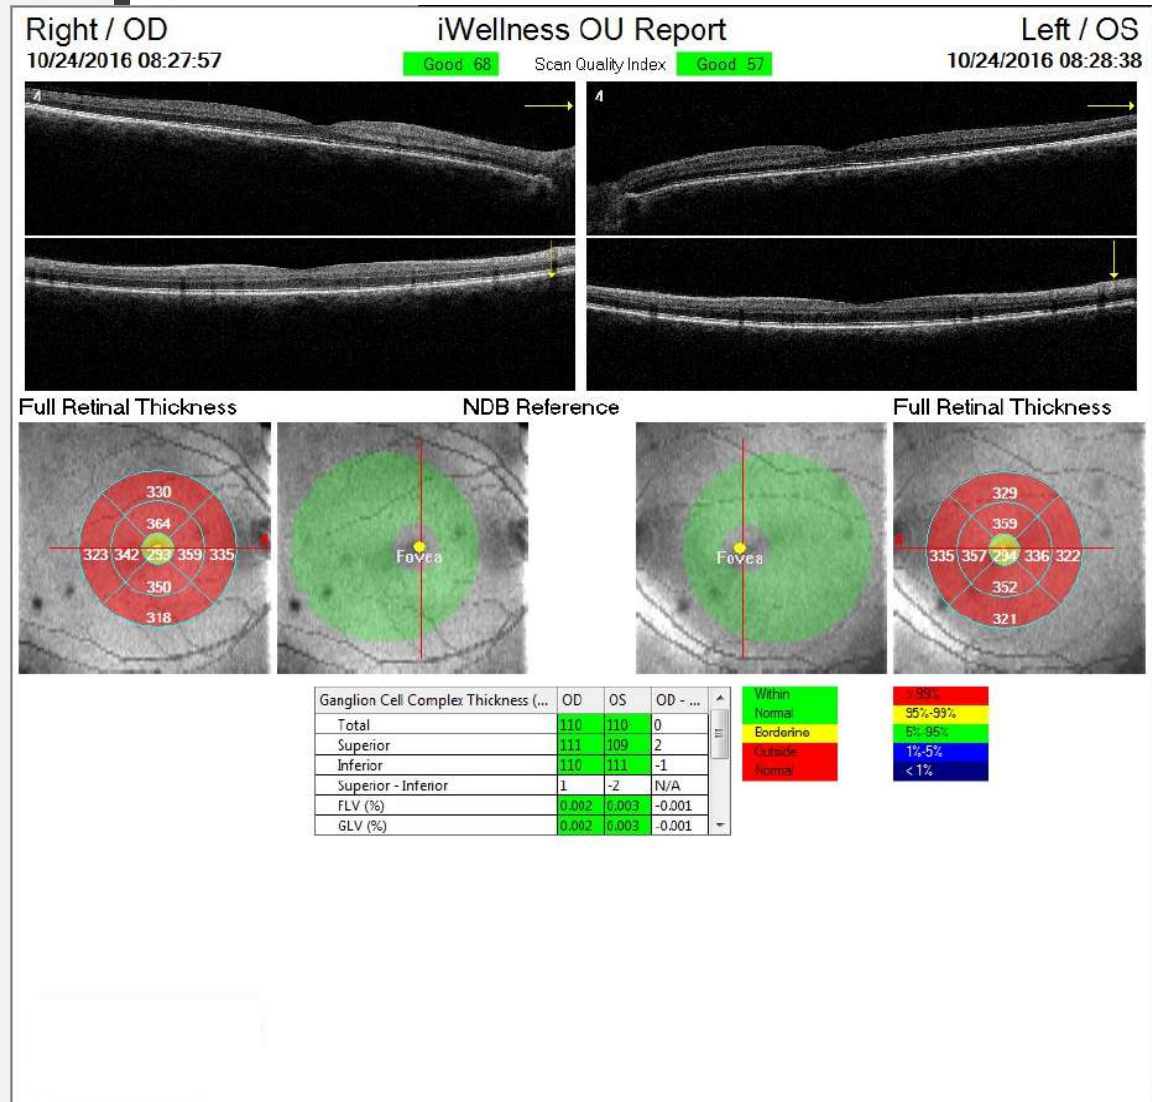 Right / OD iWellness OU Report Left / OS
10/24/2016 08:27:57 Good 68 Scan Quality Index Good 57 10/24/2016 08:28:38
4 4
Full Retinal Thickness NDB Reference Full Retinal Thickness
330 329
364 359
323 342 293 359 335 Fovea Fovea 335 357 294 336 322
350 352
318 321
Ganglion Cell Complex Thickness (... OD OS OD - ...
Total 110 110 0
Superior 111 109 2
Inferior 110 111 -1
Superior - Inferior 1 -2 N/A
FLV (%) 0.002 0.003 -0.001
GLV (%) 0.002 0.003 -0.001
Within
Normal
Borderline
Outside
Normal
>99%
95%-99%
5%-95%
1%-5%
< 1%